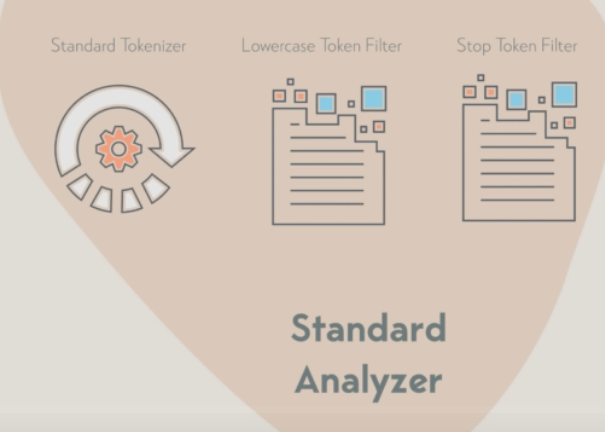 Standard Tokenizer
Lowercase Token Filter
Stop Token Filter
Standard
Analyzer